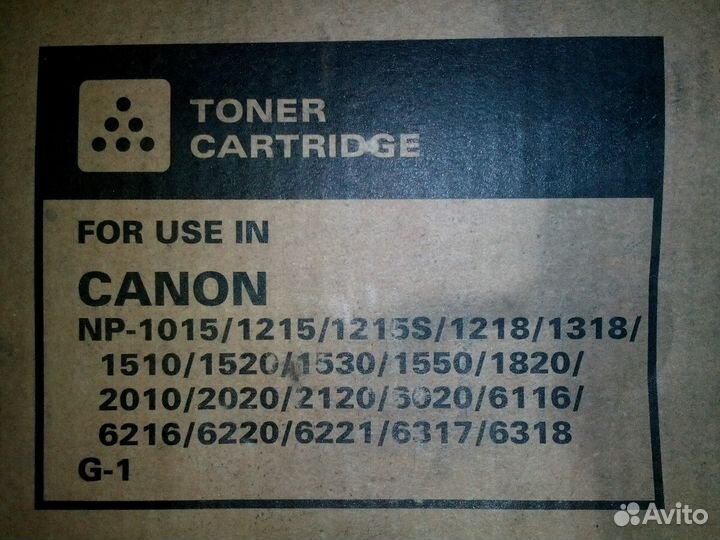 TONER
CARTRIDGE
FOR USE IN
CANON
NP-1015/1215/1215S/1218/1318/
1510/1520/1530/1550/1820/
2010/2020/2120/6020/6116/
6216/6220/6221/6317/6318
G-1
Avito